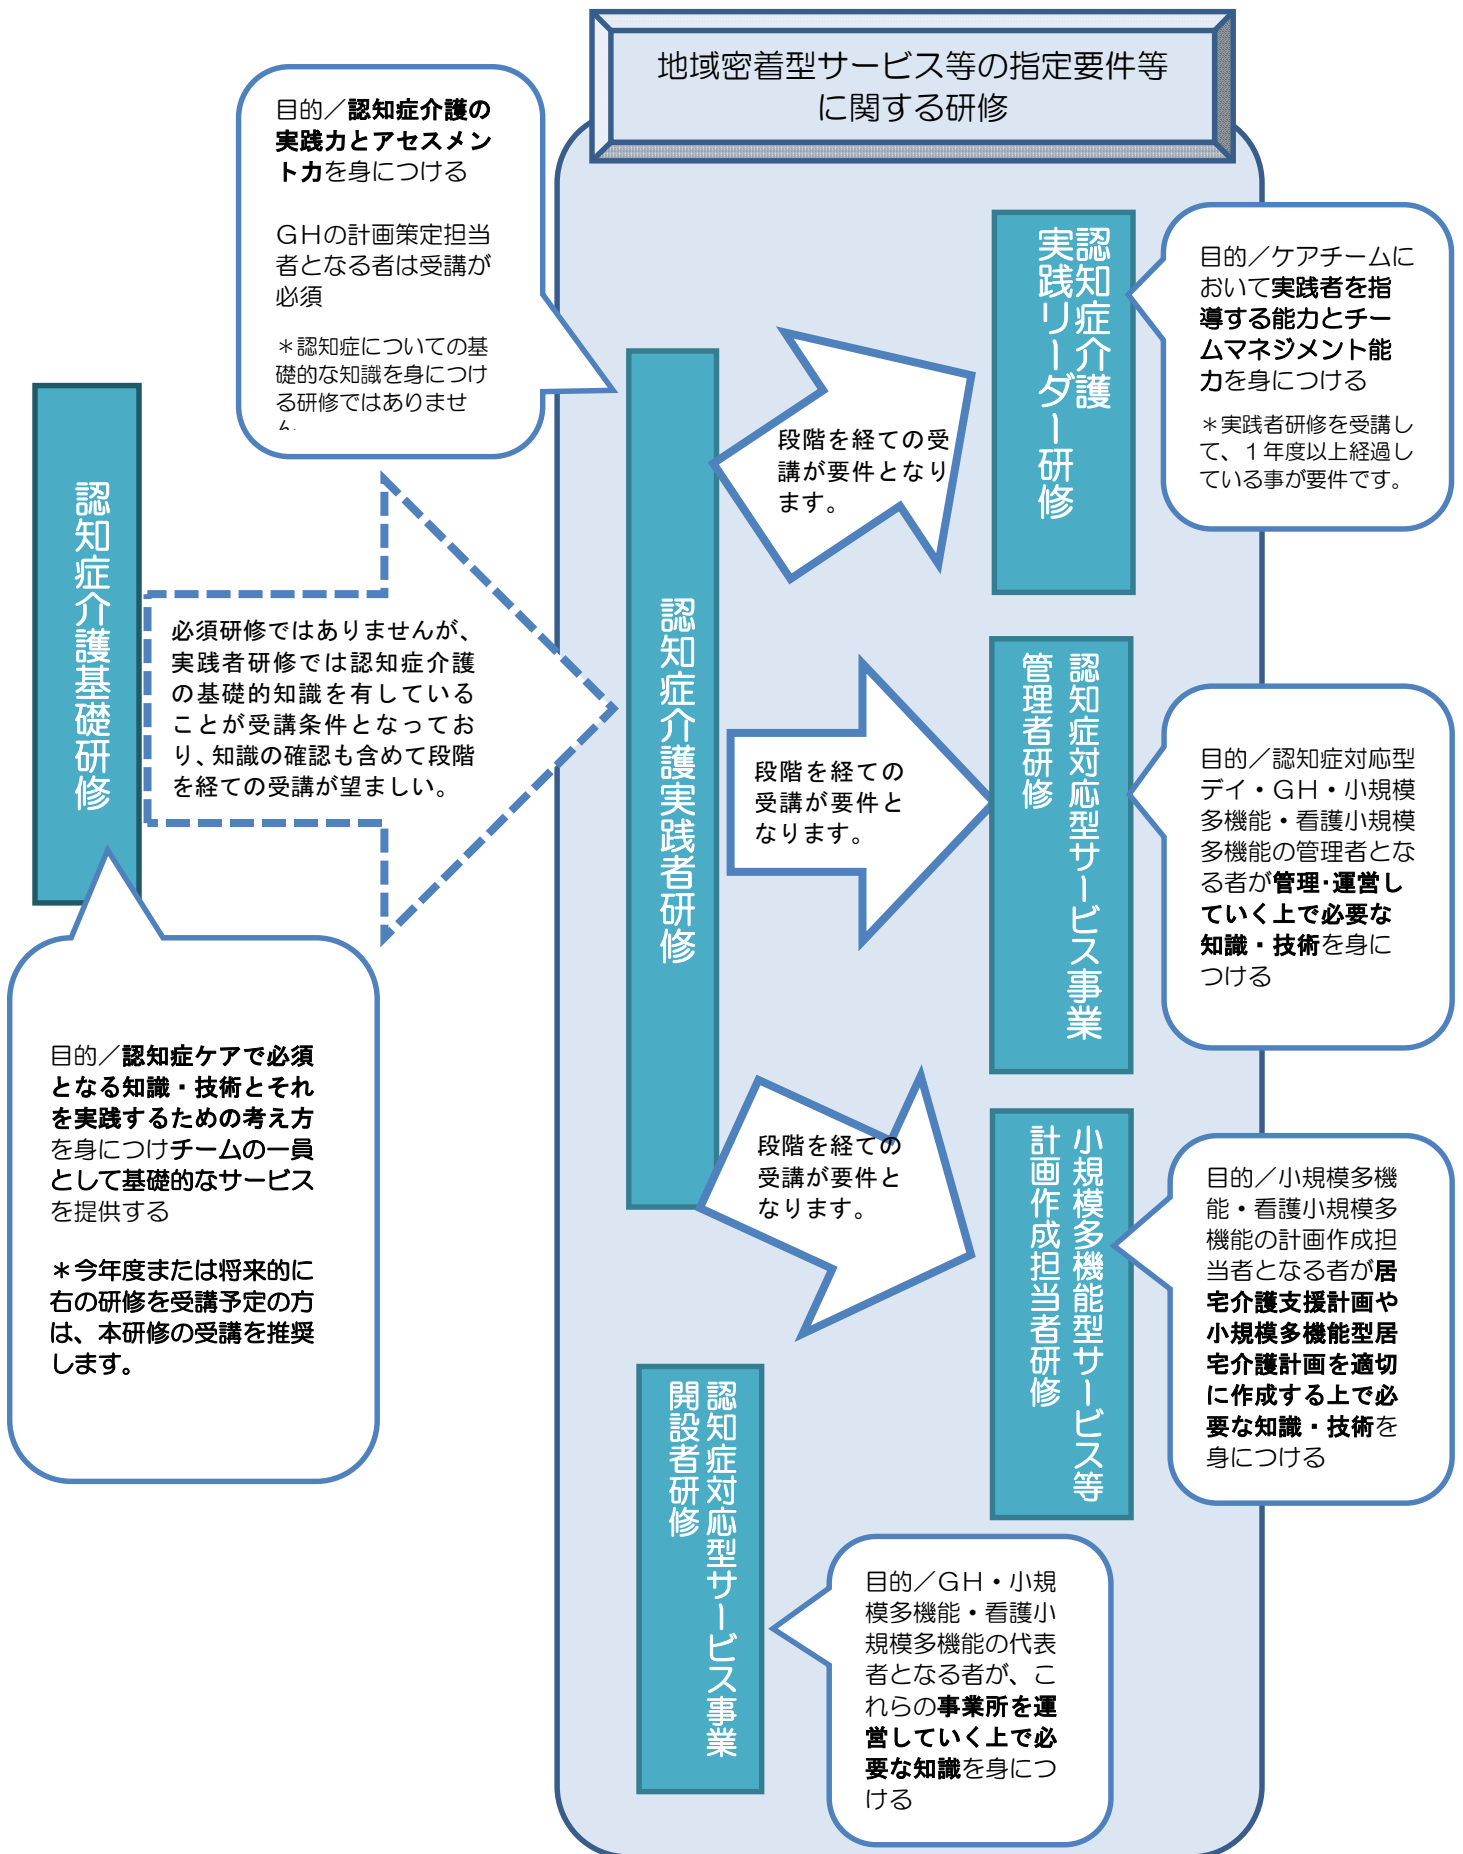 地域密着型サービス等の指定要件等
に関する研修
目的／認知症介護の
実践力とアセスメン
ト力を身につける
ＧＨの計画策定担当
者となる者は受講が
必須
＊認知症についての基
礎的な知識を身につけ
る研修ではありませ
認知症介護基礎研修
必須研修ではありませんが、
実践者研修では認知症介護
の基礎的知識を有している
ことが受講条件となってお
り、知識の確認も含めて段階
を経ての受講が望ましい。
目的／認知症ケアで必須
となる知識・技術とそれ
を実践するための考え方
を身につけチームの一員
として基礎的なサービス
を提供する
＊今年度または将来的に
右の研修を受講予定の方
は、本研修の受講を推奨
します。
認知症介護実践者研修
段階を経ての受
講が要件となり
ます。
認知症介護
実践リーダー研修
目的／ケアチームに
おいて実践者を指
導する能力とチー
ムマネジメント能
力を身につける
＊実践者研修を受講し
て、１年度以上経過し
ている事が要件です。
段階を経ての
受講が要件と
なります。
認知症対応型サービス事業
管理者研修
目的／認知症対応型
デイ・ＧＨ・小規模
多機能・看護小規模
多機能の管理者とな
る者が管理・運営し
ていく上で必要な
知識・技術を身に
つける
段階を経ての
受講が要件と
なります。
小規模多機能型サービス等
計画作成担当者研修
目的／小規模多機
能・看護小規模多
機能の計画作成担
当者となる者が居
宅介護支援計画や
小規模多機能型居
宅介護計画を適切
に作成する上で必
要な知識・技術を
身につける
認知症対応型サービス事業
開設者研修
目的／ＧＨ・小規
模多機能・看護小
規模多機能の代表
者となる者が、こ
れらの事業所を運
営していく上で必
要な知識を身につ
ける